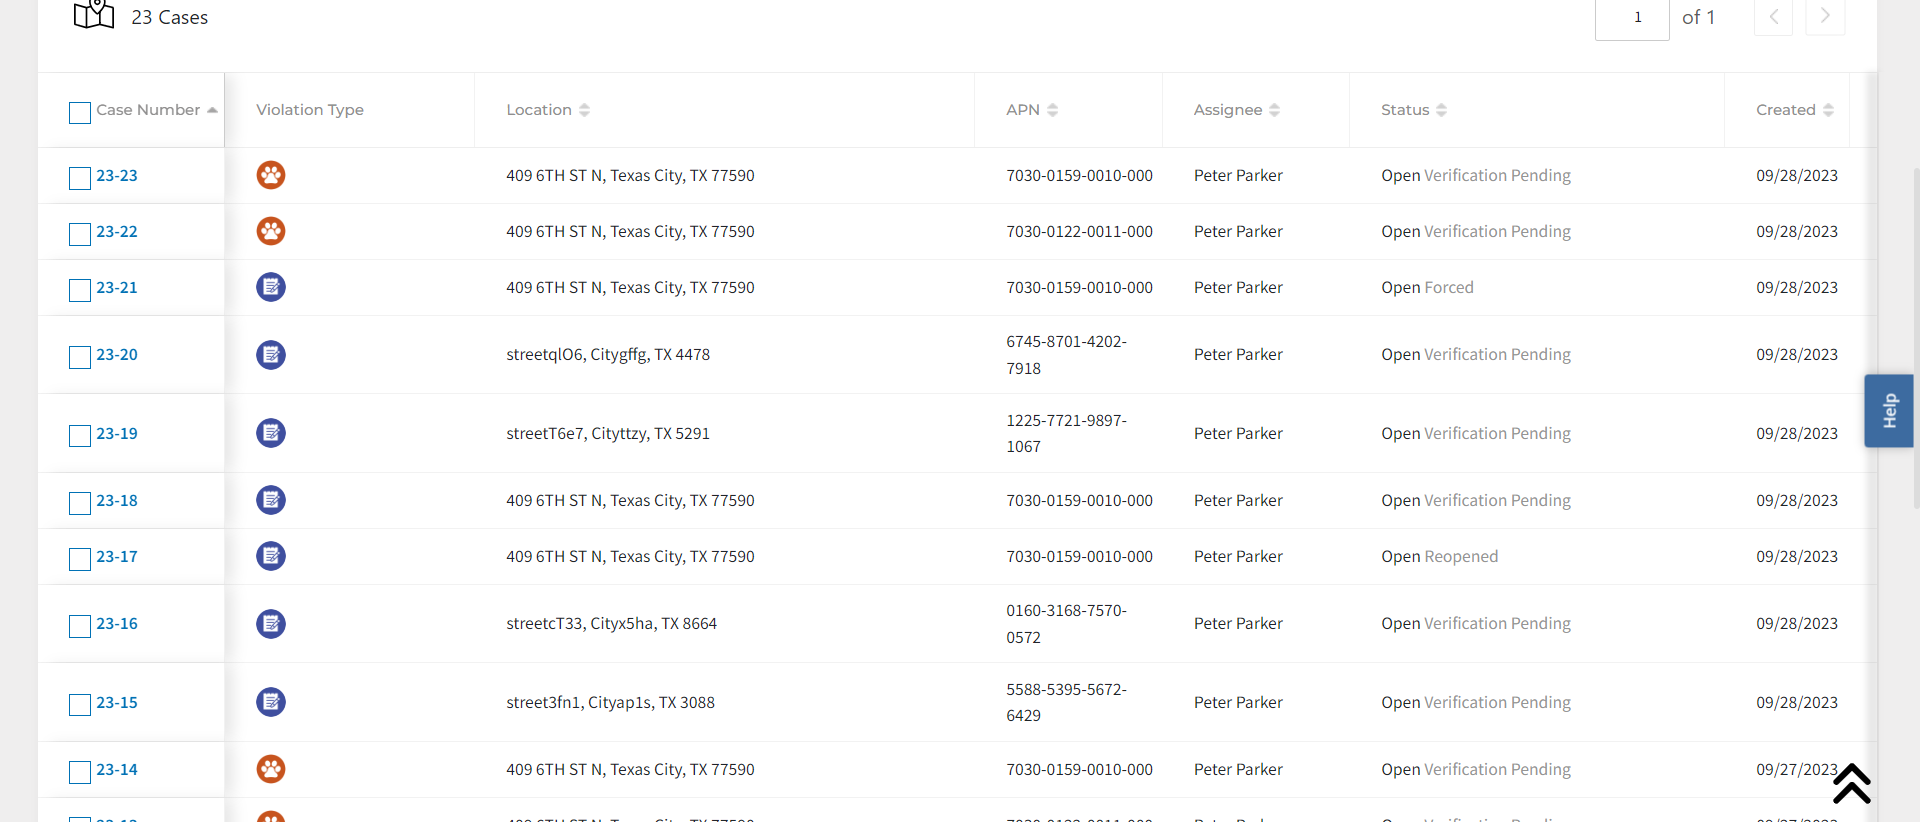 23 Cases
1 of 1
Case Number Violation Type Location APN Assignee Status Created
23-23 409 6TH ST N, Texas City, TX 77590 7030-0159-0010-000 Peter Parker Open Verification Pending 09/28/2023
23-22 409 6TH ST N, Texas City, TX 77590 7030-0122-0011-000 Peter Parker Open Verification Pending 09/28/2023
23-21 409 6TH ST N, Texas City, TX 77590 7030-0159-0010-000 Peter Parker Open Forced 09/28/2023
23-20 streetqlO6, Citygffg, TX 4478 6745-8701-4202-
7918 Peter Parker Open Verification Pending 09/28/2023
23-19 streetT6e7, Cityttzy, TX 5291 1225-7721-9897-
1067 Peter Parker Open Verification Pending 09/28/2023
Help
23-18 409 6TH ST N, Texas City, TX 77590 7030-0159-0010-000 Peter Parker Open Verification Pending 09/28/2023
23-17 409 6TH ST N, Texas City, TX 77590 7030-0159-0010-000 Peter Parker Open Reopened 09/28/2023
23-16 streetcT33, Cityx5ha, TX 8664 0160-3168-7570-
0572 Peter Parker Open Verification Pending 09/28/2023
23-15 street3fn1, Cityap1s, TX 3088 5588-5395-5672-
6429 Peter Parker Open Verification Pending 09/28/2023
23-14 409 6TH ST N, Texas City, TX 77590 7030-0159-0010-000 Peter Parker Open Verification Pending 09/27/2023